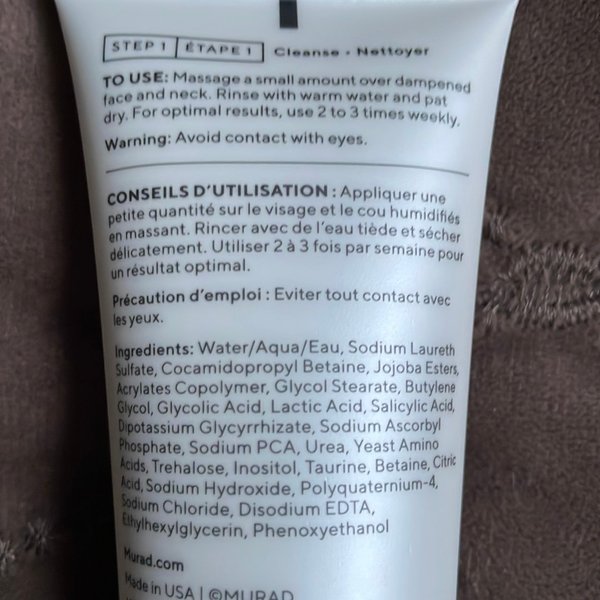 STEP 1 ÉTAPE 1 Cleanse • Nettoyer
TO USE: Massage a small amount over dampened
face and neck. Rinse with warm water and pat
dry. For optimal results, use 2 to 3 times weekly.
Warning: Avoid contact with eyes.
CONSEILS D'UTILISATION : Appliquer une
petite quantité sur le visage et le cou humidifiés
en massant. Rincer avec de l'eau tiède et sécher
délicatement. Utiliser 2 à 3 fois par semaine pour
un résultat optimal.
Précaution d'emploi : Eviter tout contact avec
les yeux.
Ingredients: Water/Aqua/Eau, Sodium Laureth
Sulfate, Cocamidopropyl Betaine, Jojoba Esters,
Acrylates Copolymer, Glycol Stearate, Butylene
Glycol, Glycolic Acid, Lactic Acid, Salicylic Acid,
Dipotassium Glycyrrhizate, Sodium Ascorbyl
Phosphate, Sodium PCA, Urea, Yeast Amino
Acids, Trehalose, Inositol, Taurine, Betaine, Citric
Acid, Sodium Hydroxide, Polyquaternium-4,
Sodium Chloride, Disodium EDTA,
Ethylhexylglycerin, Phenoxyethanol
Murad.com
Made in USA | ©MURAD